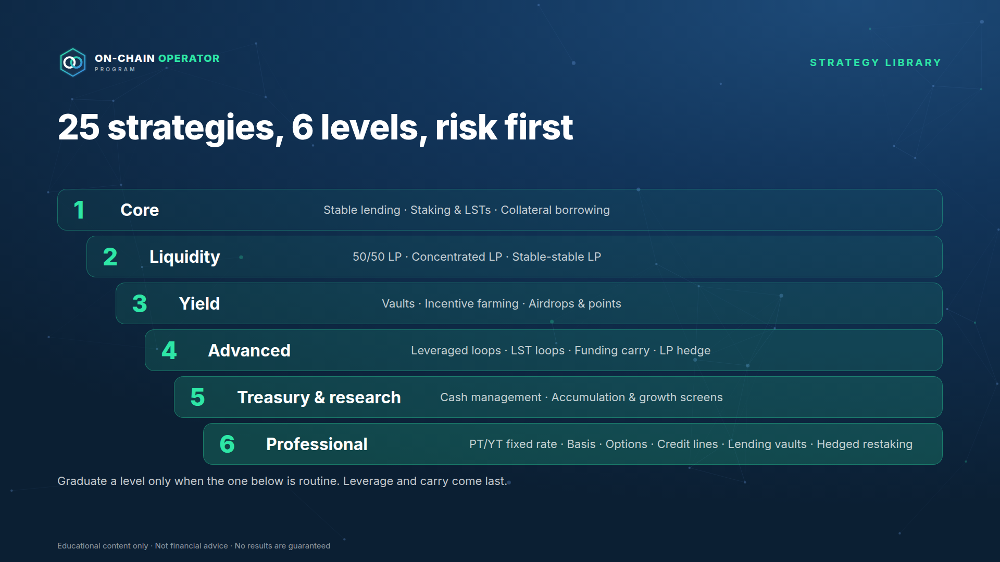 ON-CHAIN OPERATOR
PROGRAM
STRATEGY LIBRARY
25 strategies, 6 levels, risk first
1 Core Stable lending · Staking & LSTs · Collateral borrowing
2 Liquidity 50/50 LP · Concentrated LP · Stable-stable LP
3 Yield Vaults · Incentive farming · Airdrops & points
4 Advanced Leveraged loops · LST loops · Funding carry · LP hedge
5 Treasury & research Cash management · Accumulation & growth screens
6 Professional PT/YT fixed rate · Basis · Options · Credit lines · Lending vaults · Hedged restaking
Graduate a level only when the one below is routine. Leverage and carry come last.
Educational content only · Not financial advice · No results are guaranteed